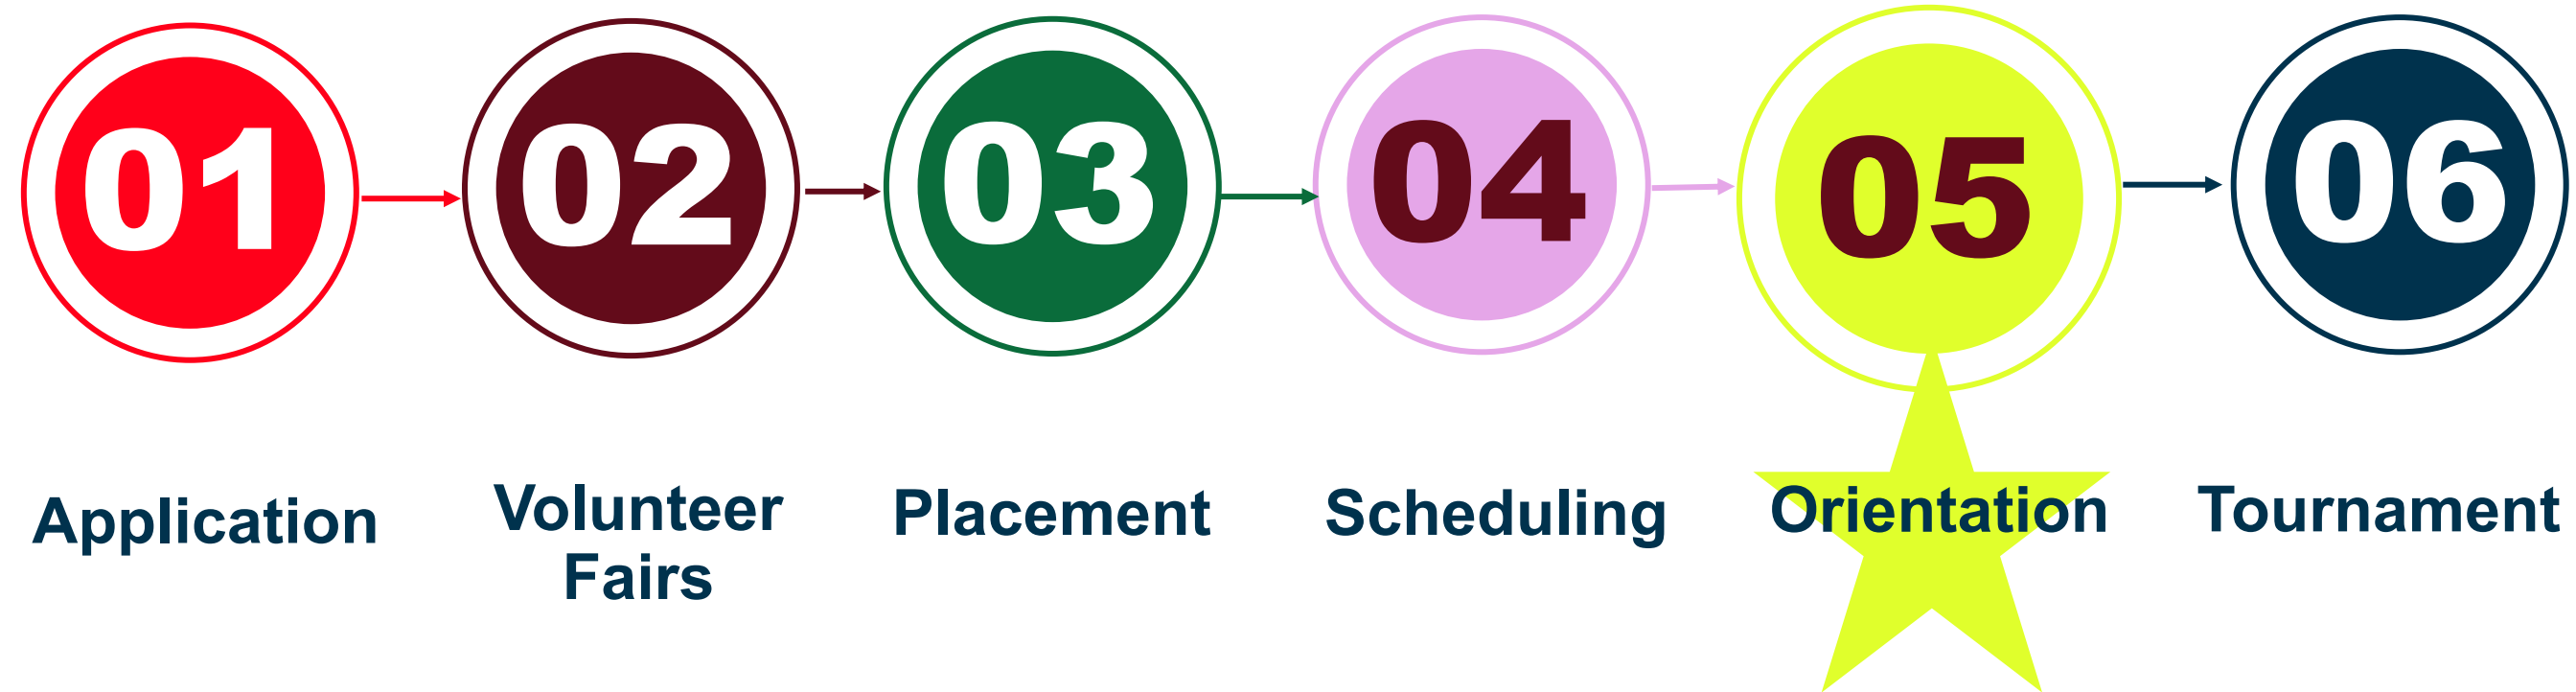 01
02
03
04
05
06
Application
Volunteer
Fairs
Placement
Scheduling
Orientation
Tournament